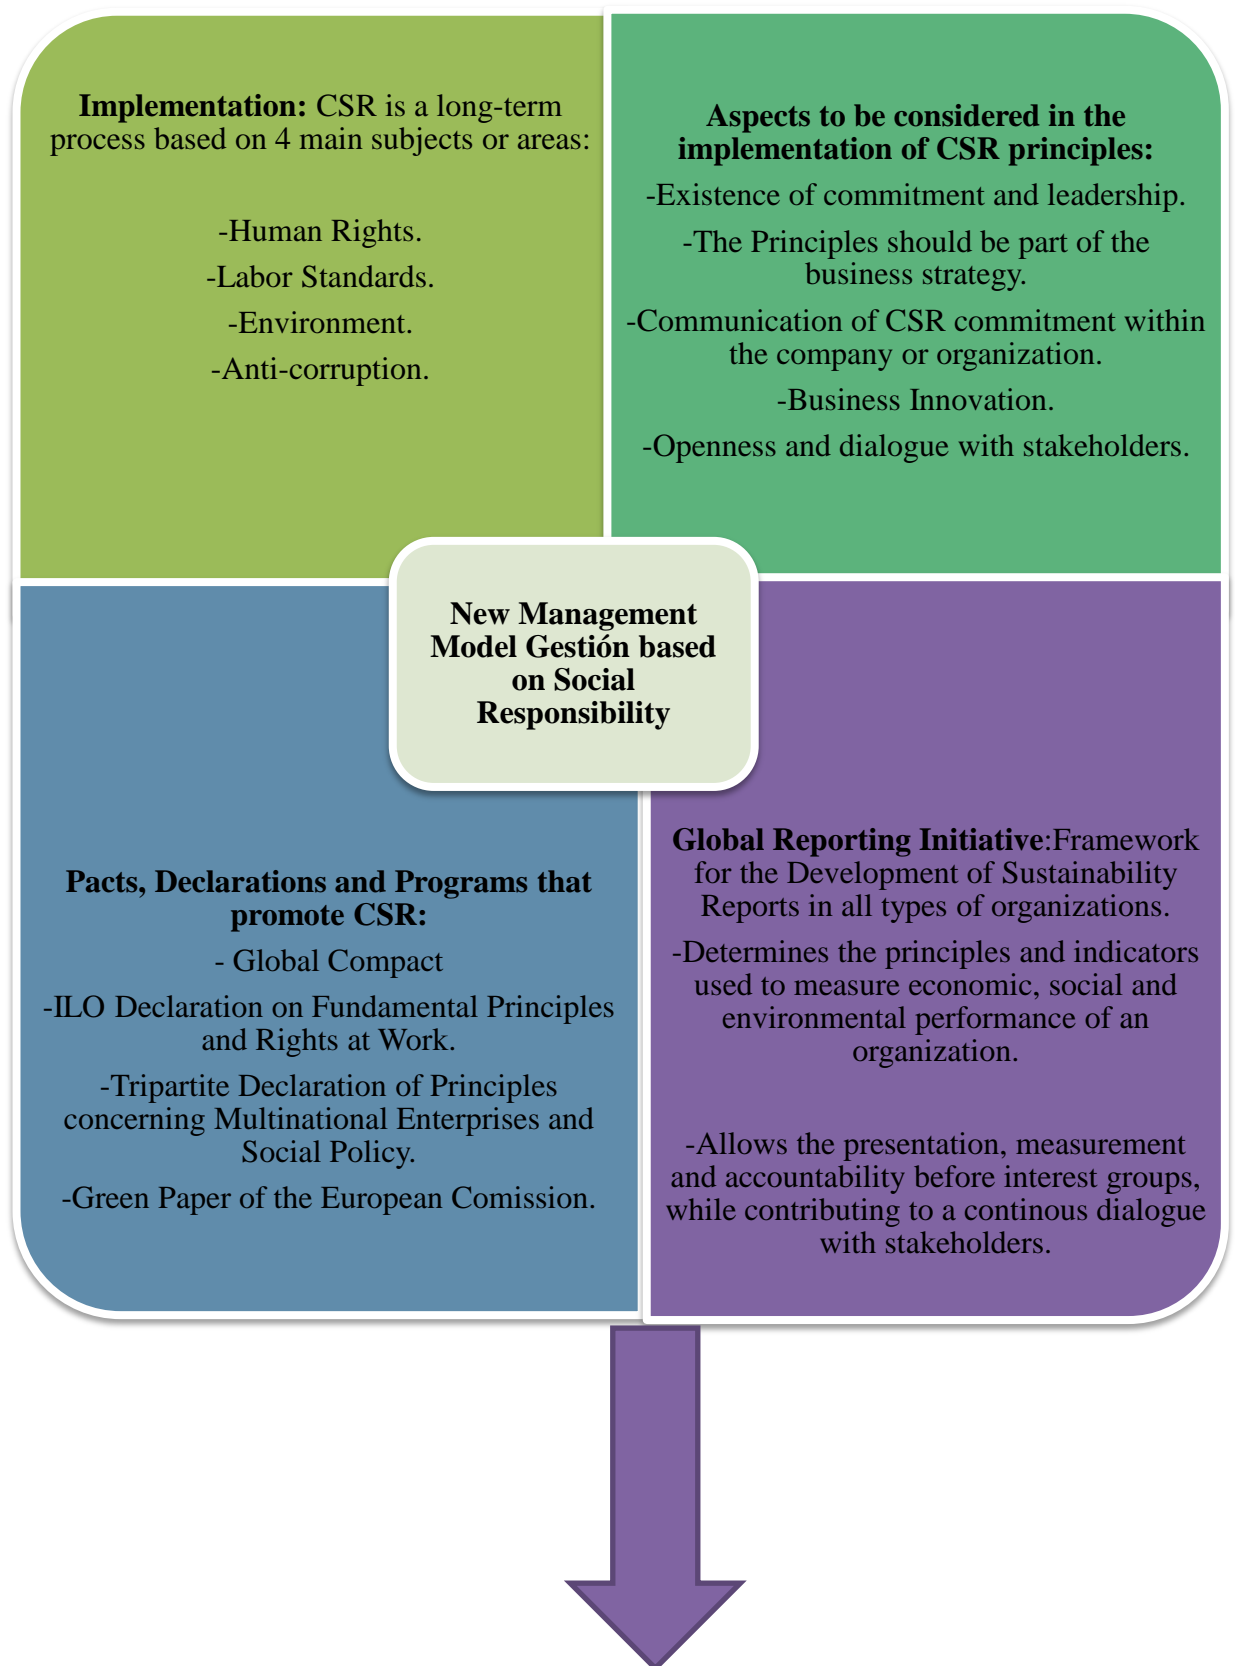 Implementation: CSR is a long-term
process based on 4 main subjects or areas:
-Human Rights.
-Labor Standards.
-Environment.
-Anti-corruption.
Aspects to be considered in the
implementation of CSR principles:
-Existence of commitment and leadership.
-The Principles should be part of the
business strategy.
-Communication of CSR commitment within
the company or organization.
-Business Innovation.
-Openness and dialogue with stakeholders.
New Management
Model Gestión based
on Social
Responsibility
Pacts, Declarations and Programs that
promote CSR:
- Global Compact
-ILO Declaration on Fundamental Principles
and Rights at Work.
-Tripartite Declaration of Principles
concerning Multinational Enterprises and
Social Policy.
-Green Paper of the European Comission.
Global Reporting Initiative:Framework
for the Development of Sustainability
Reports in all types of organizations.
-Determines the principles and indicators
used to measure economic, social and
environmental performance of an
organization.
-Allows the presentation, measurement
and accountability before interest groups,
while contributing to a continous dialogue
with stakeholders.